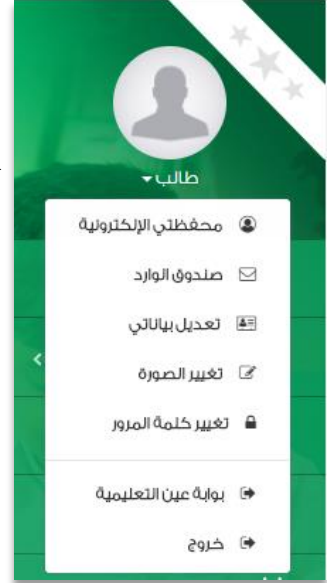 طالب
محفظتي الإلكترونية
صندوق الوارد
تعديل بياناتي
تغيير الصورة
تغيير كلمة المرور
بوابة عين التعليمية
خروج